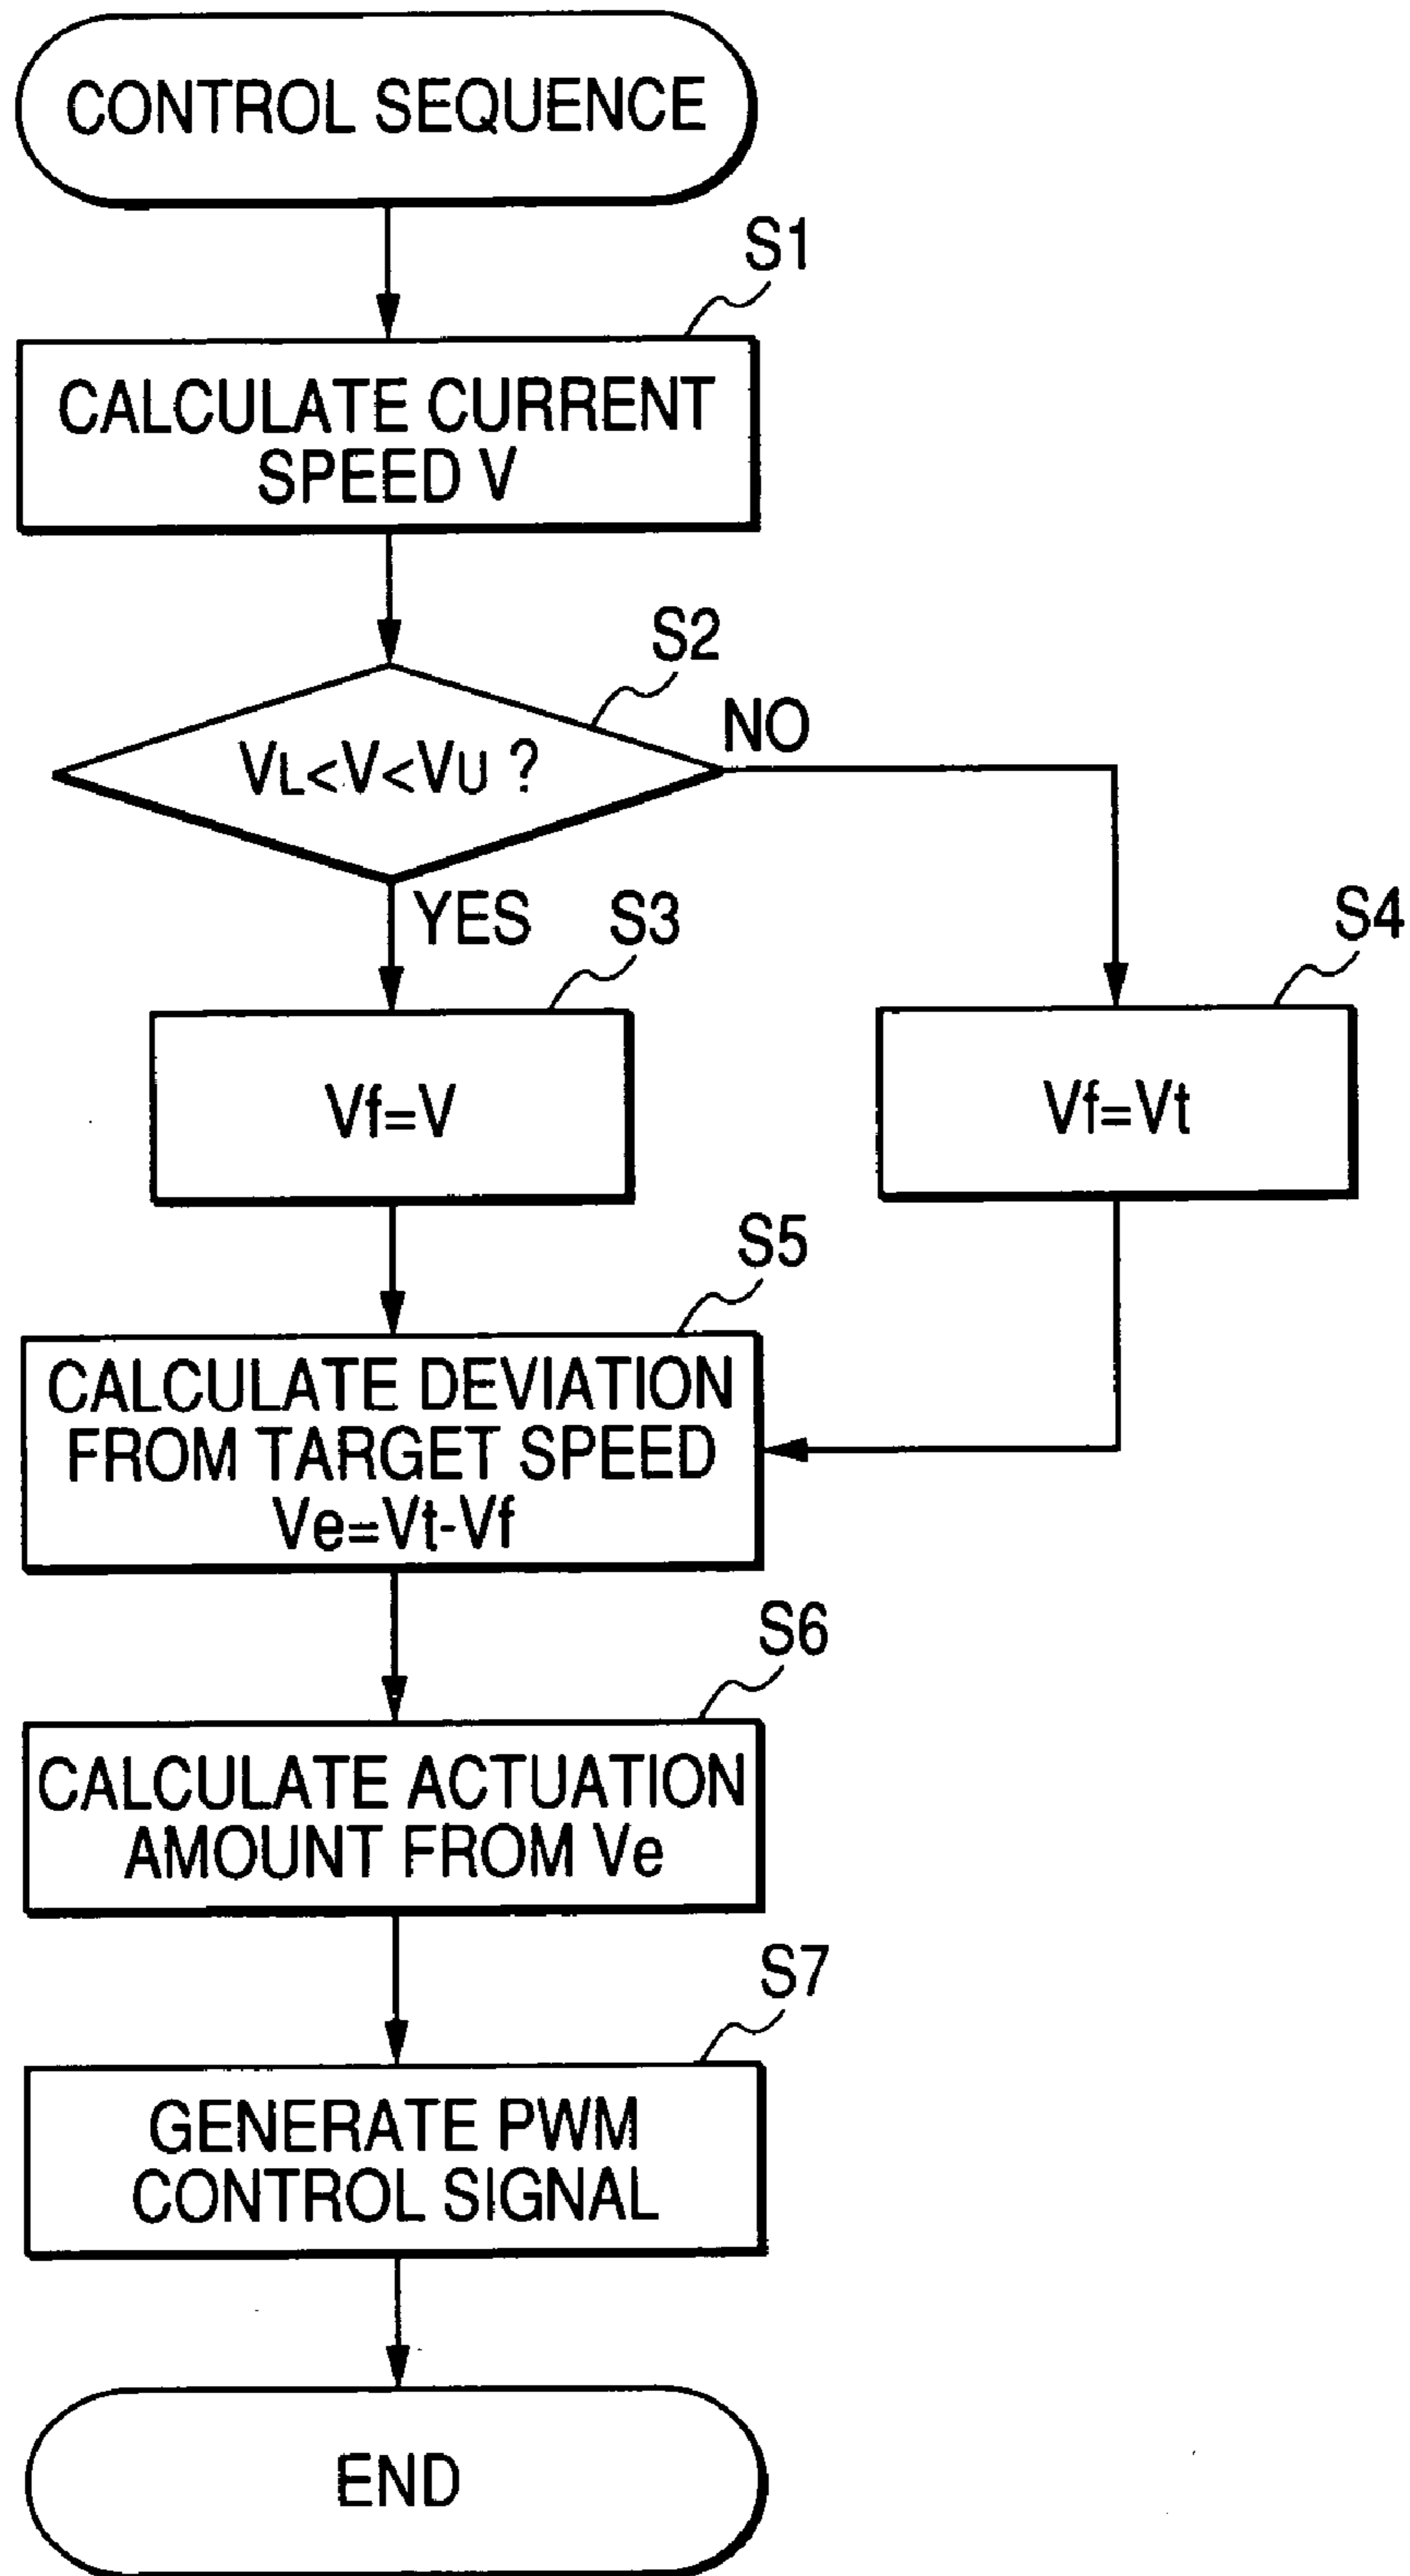 CONTROL SEQUENCE
S1
CALCULATE CURRENT
SPEED V
S2
VL<V<VU ?
NO
YES
S3
Vf=V
S4
Vf=Vt
S5
CALCULATE DEVIATION
FROM TARGET SPEED
Ve=Vt-Vf
S6
CALCULATE ACTUATION
AMOUNT FROM Ve
S7
GENERATE PWM
CONTROL SIGNAL
END